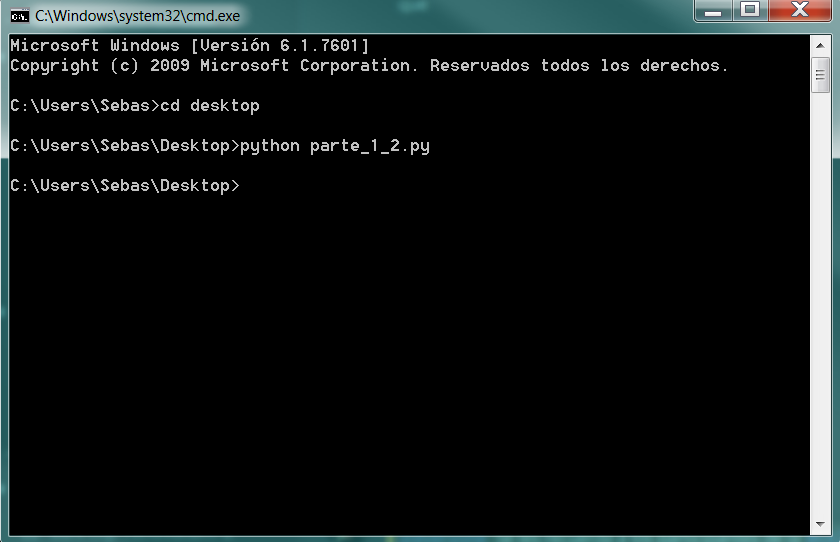 C:\Windows\system32\cmd.exe
Microsoft Windows [Versión 6.1.7601]
Copyright (c) 2009 Microsoft Corporation. Reservados todos los derechos.
C:\Users\Sebas>cd desktop
C:\Users\Sebas\Desktop>python parte_1_2.py
C:\Users\Sebas\Desktop>